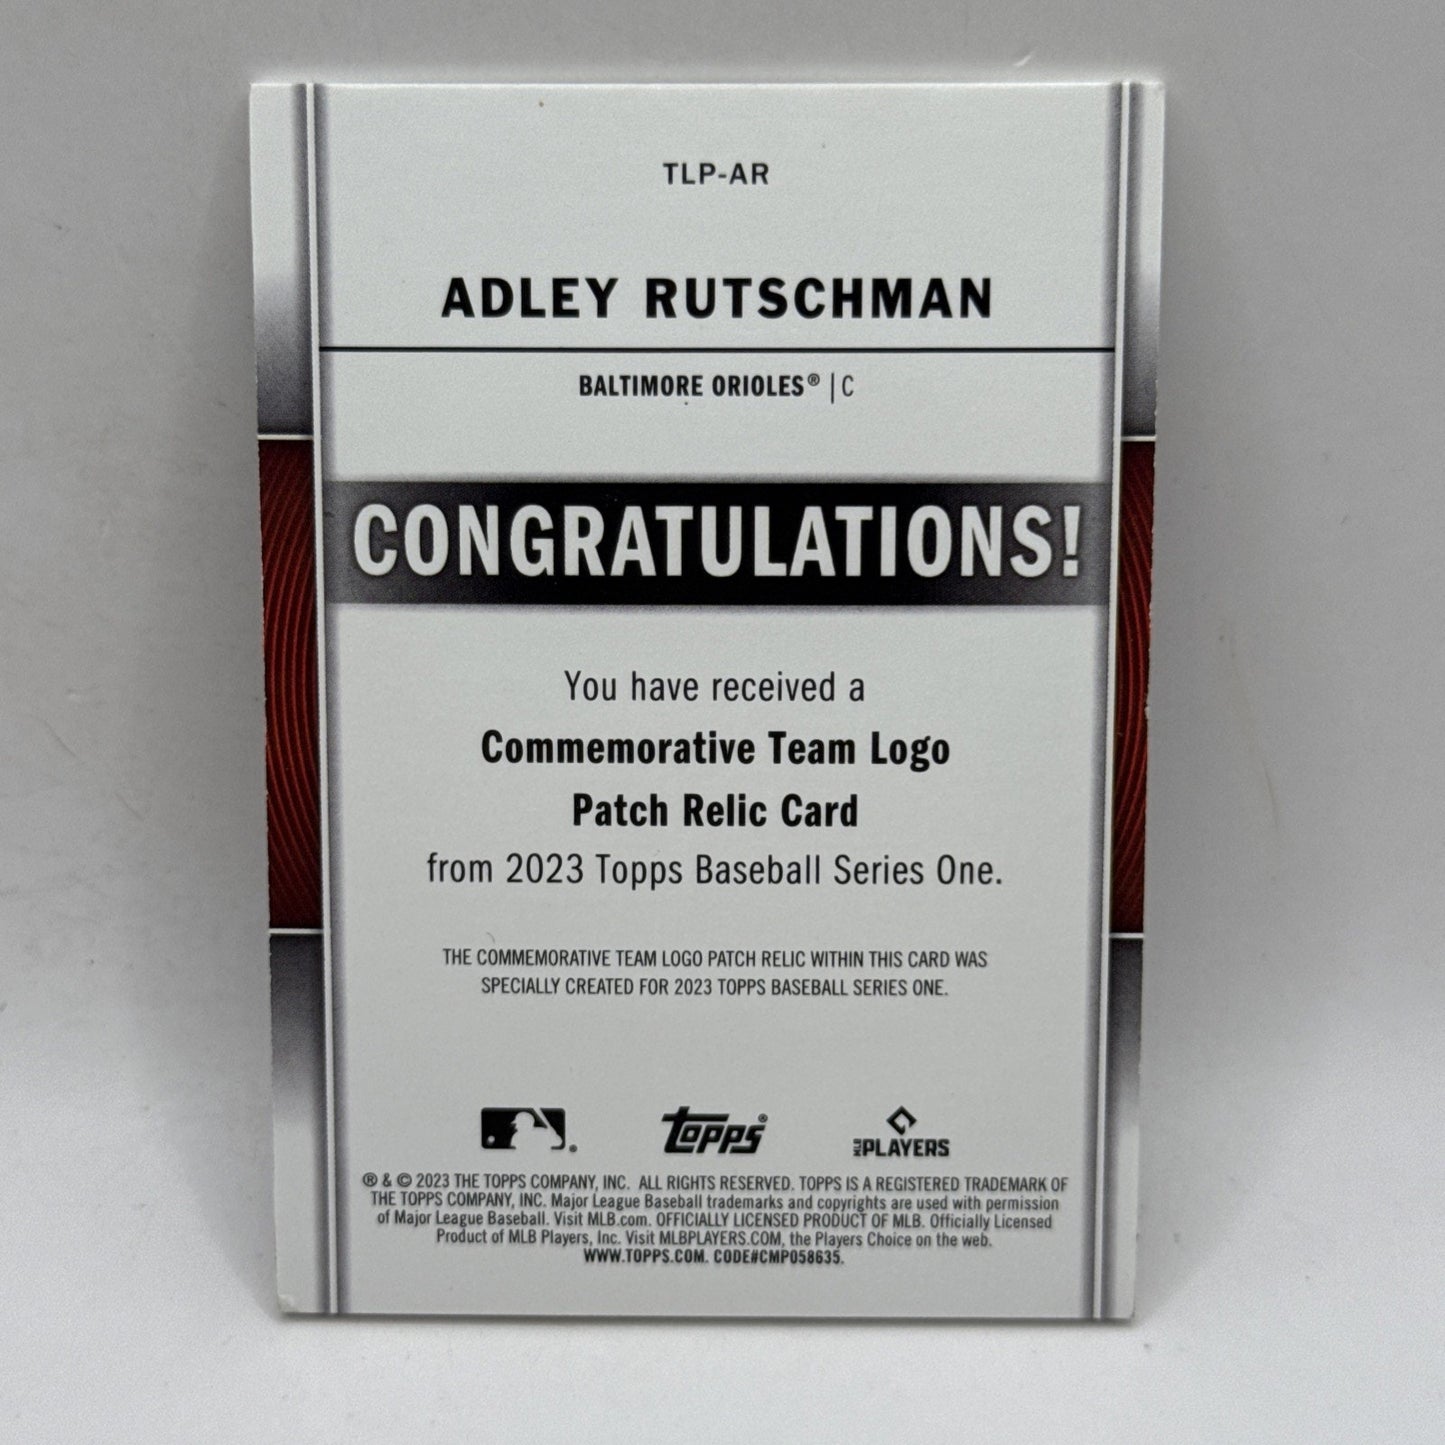 TLP-AR
ADLEY RUTSCHMAN
BALTIMORE ORIOLES® | C
CONGRATULATIONS!
You have received a
Commemorative Team Logo
Patch Relic Card
from 2023 Topps Baseball Series One.
THE COMMEMORATIVE TEAM LOGO PATCH RELIC WITHIN THIS CARD WAS
SPECIALLY CREATED FOR 2023 TOPPS BASEBALL SERIES ONE.
® topps® MLB PLAYERS
® & © 2023 THE TOPPS COMPANY, INC. ALL RIGHTS RESERVED. TOPPS IS A REGISTERED TRADEMARK OF
THE TOPPS COMPANY, INC. Major League Baseball trademarks and copyrights are used with permission
of Major League Baseball. Visit MLB.com. OFFICIALLY LICENSED PRODUCT OF MLB. Officially Licensed
Product of MLB Players, Inc. Visit MLBPLAYERS.COM, the Players Choice on the web.
WWW.TOPPS.COM. CODE#CMP058635.